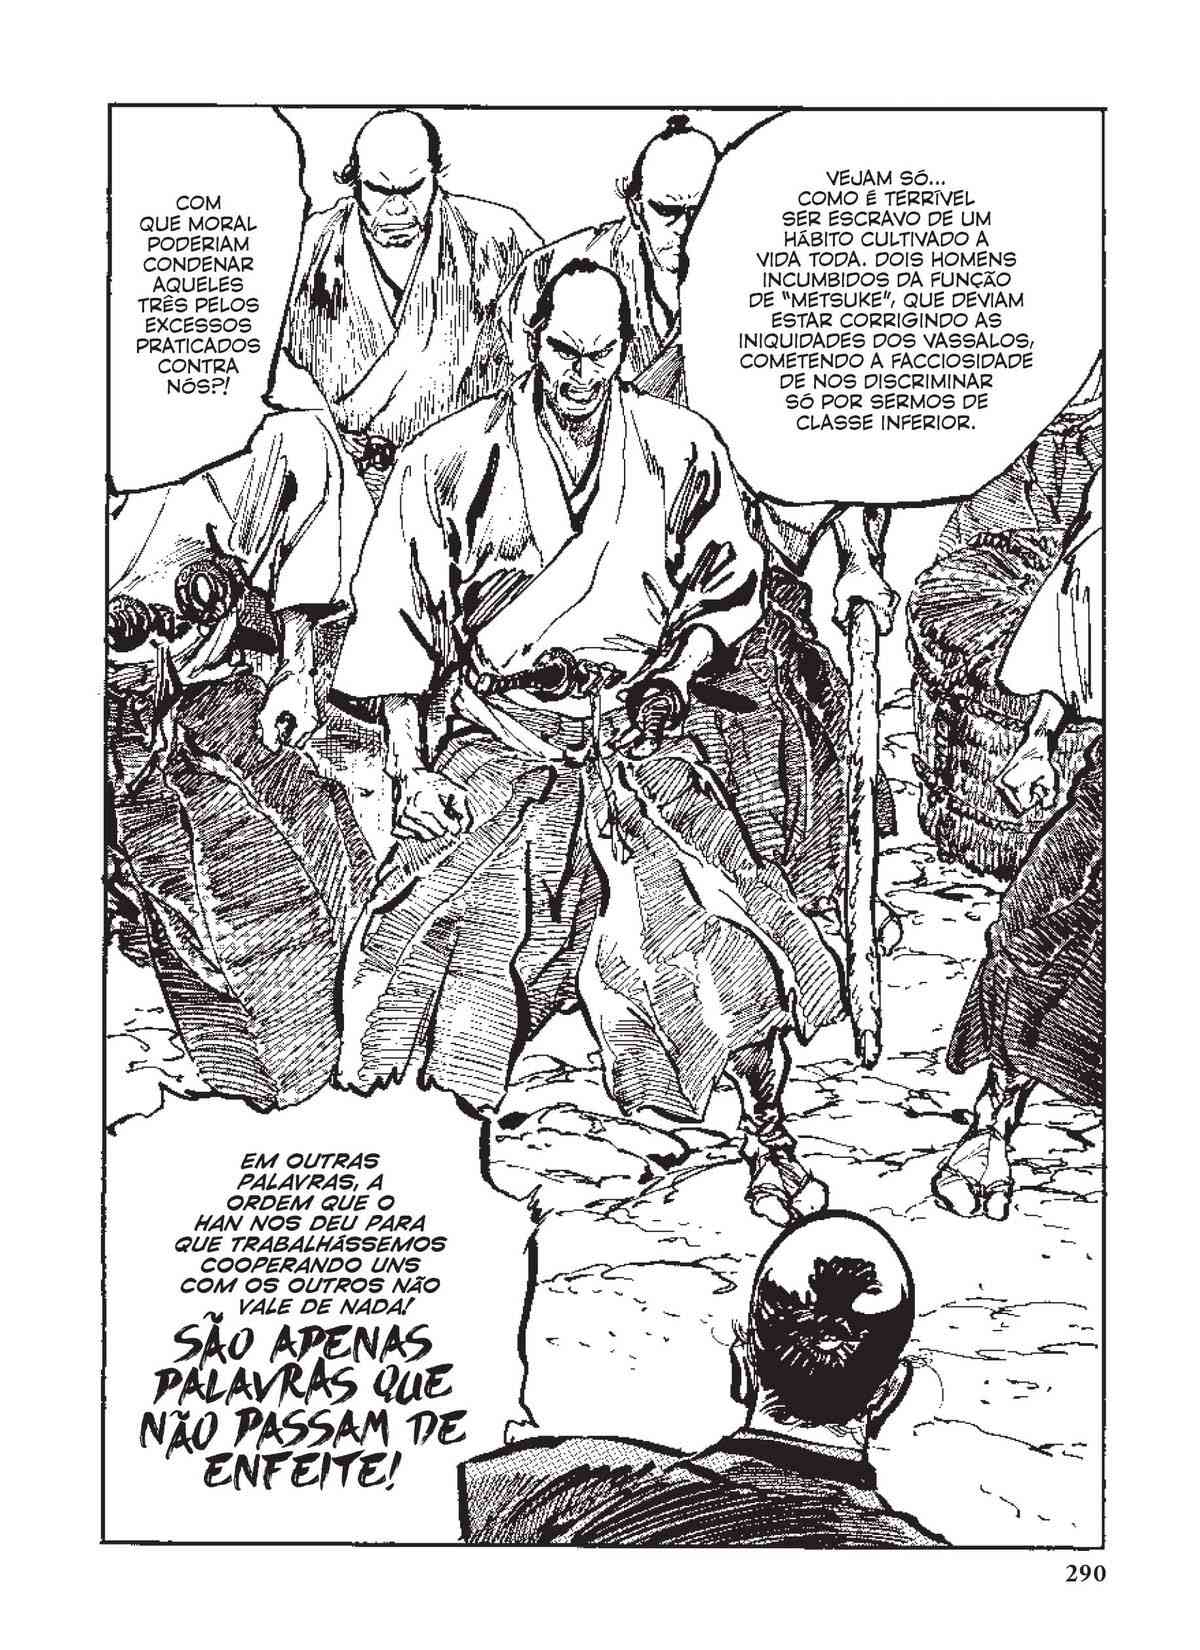 VEJAM SÓ...
COMO É TERRÍVEL
SER ESCRAVO DE UM
HÁBITO CULTIVADO A
VIDA TODA. DOIS HOMENS
INCUMBIDOS DA FUNÇÃO
DE “METSUKE”, QUE DEVIAM
ESTAR CORRIGINDO AS
INIQUIDADES DOS VASSALOS,
COMETENDO A FACCIOSIDADE
DE NOS DISCRIMINAR
SÓ POR SERMOS DE
CLASSE INFERIOR.
COM
QUE MORAL
PODERIAM
CONDENAR
AQUELES
TRÊS PELOS
EXCESSOS
PRATICADOS
CONTRA
NÓS?!
EM OUTRAS
PALAVRAS, A
ORDEM QUE O
HAN NOS DEU PARA
QUE TRABALHÁSSEMOS
COOPERANDO UNS
COM OS OUTROS NÃO
VALE DE NADA!
SÃO APENAS
PALAVRAS QUE
NÃO PASSAM DE
ENFEITE!
290